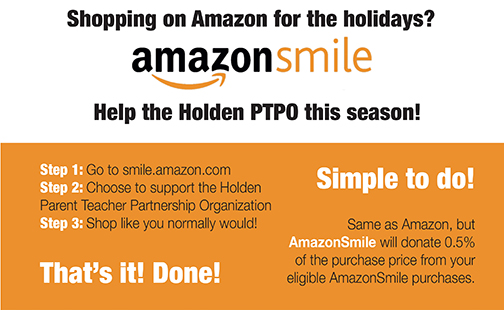 Shopping on Amazon for the holidays?
amazonsmile
Help the Holden PTPO this season!
Step 1: Go to smile.amazon.com
Step 2: Choose to support the Holden
Parent Teacher Partnership Organization
Step 3: Shop like you normally would!
That's it! Done!
Simple to do!
Same as Amazon, but
AmazonSmile will donate 0.5%
of the purchase price from your
eligible AmazonSmile purchases.